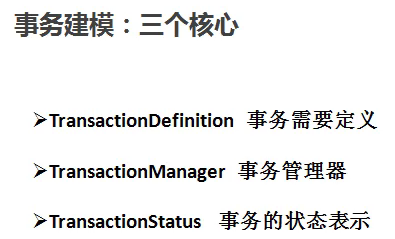 事务建模：三个核心
➢TransactionDefinition 事务需要定义
➢TransactionManager 事务管理器
➢TransactionStatus 事务的状态表示